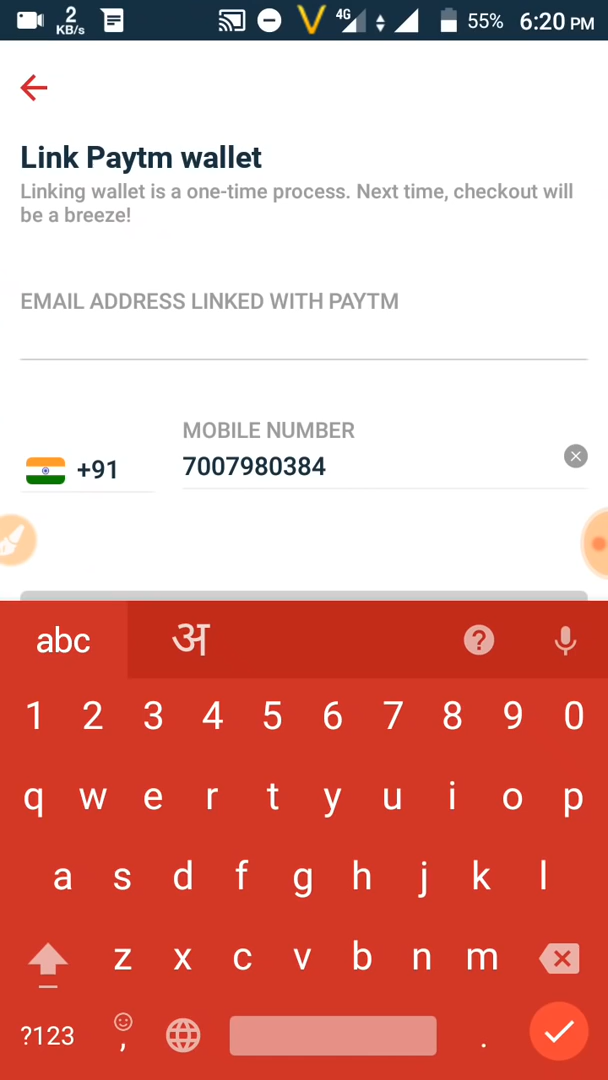 2
KB/s
4G
55%
6:20 PM
Link Paytm wallet
Linking wallet is a one-time process. Next time, checkout will
be a breeze!
EMAIL ADDRESS LINKED WITH PAYTM
MOBILE NUMBER
+91
7007980384
abc अ ?
1 2 3 4 5 6 7 8 9 0
q w e r t y u i o p
a s d f g h j k l
z x c v b n m
?123 , .